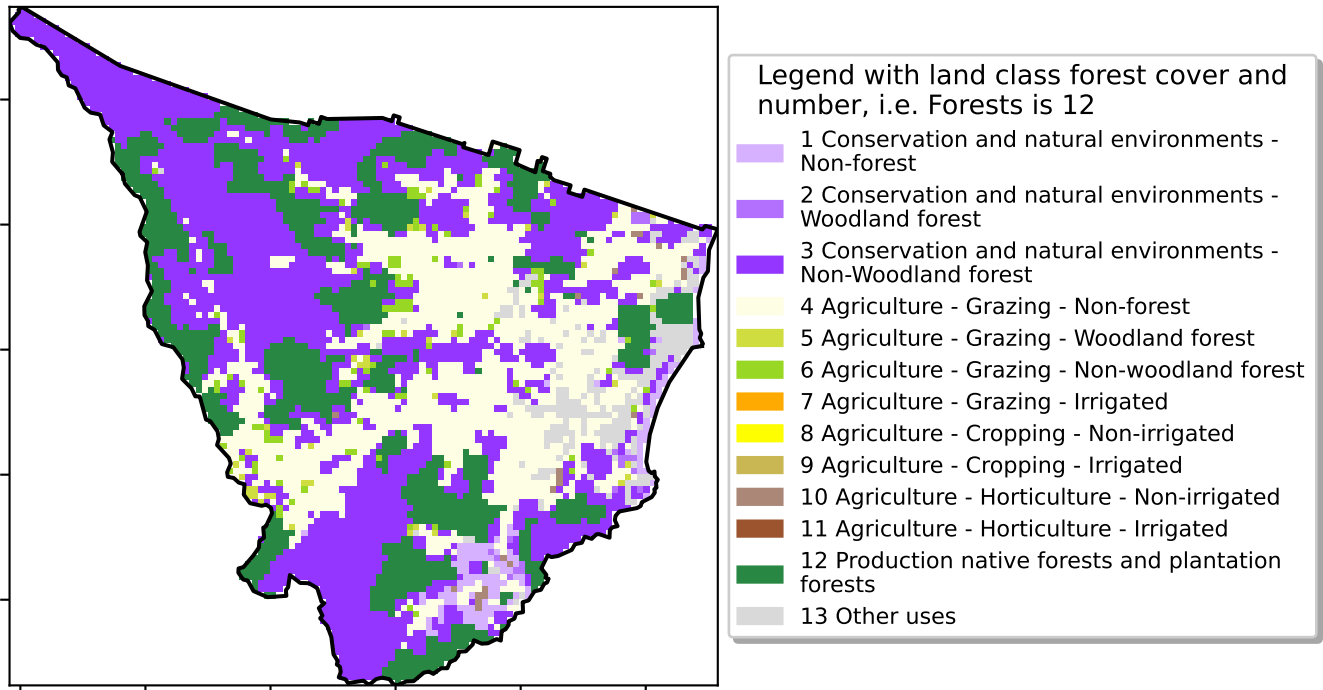 Legend with land class forest cover and
number, i.e. Forests is 12
1 Conservation and natural environments -
Non-forest
2 Conservation and natural environments -
Woodland forest
3 Conservation and natural environments -
Non-Woodland forest
4 Agriculture - Grazing - Non-forest
5 Agriculture - Grazing - Woodland forest
6 Agriculture - Grazing - Non-woodland forest
7 Agriculture - Grazing - Irrigated
8 Agriculture - Cropping - Non-irrigated
9 Agriculture - Cropping - Irrigated
10 Agriculture - Horticulture - Non-irrigated
11 Agriculture - Horticulture - Irrigated
12 Production native forests and plantation
forests
13 Other uses